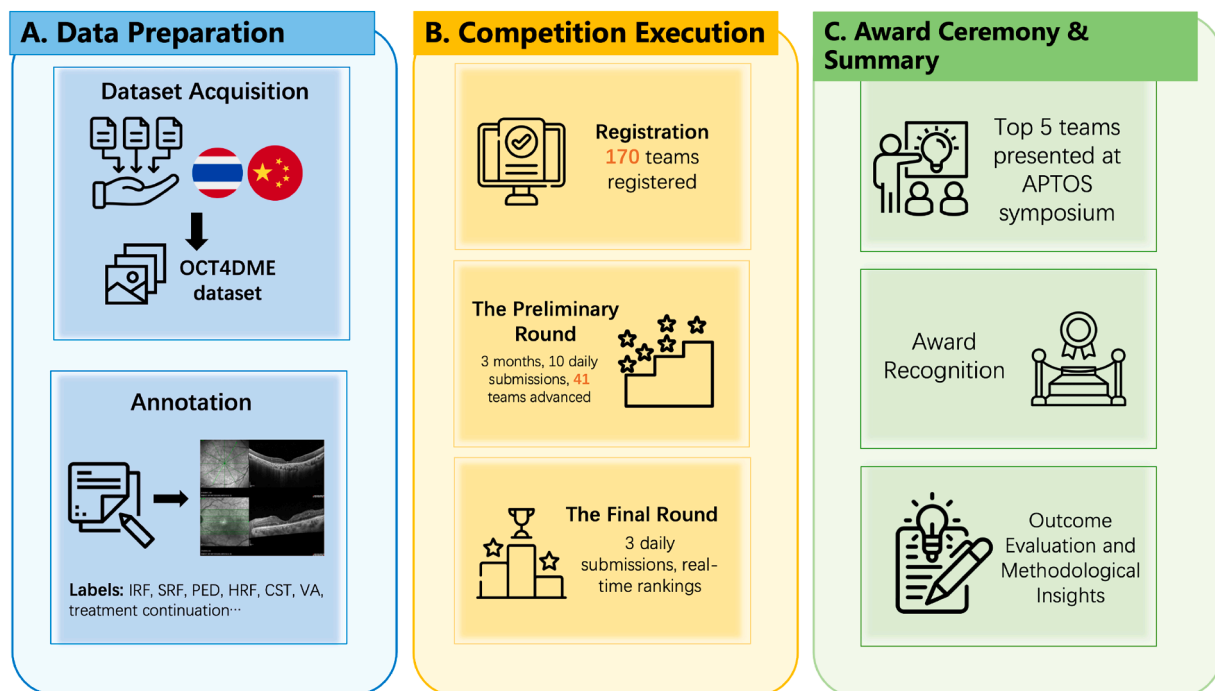 A. Data Preparation
Dataset Acquisition
OCT4DME
dataset
Annotation
Labels: IRF, SRF, PED, HRF, CST, VA,
treatment continuation···
B. Competition Execution
Registration
170 teams
registered
The Preliminary
Round
3 months, 10 daily
submissions, 41
teams advanced
The Final Round
3 daily
submissions, real-
time rankings
C. Award Ceremony &
Summary
Top 5 teams
presented at
APTOS
symposium
Award
Recognition
Outcome
Evaluation and
Methodological
Insights